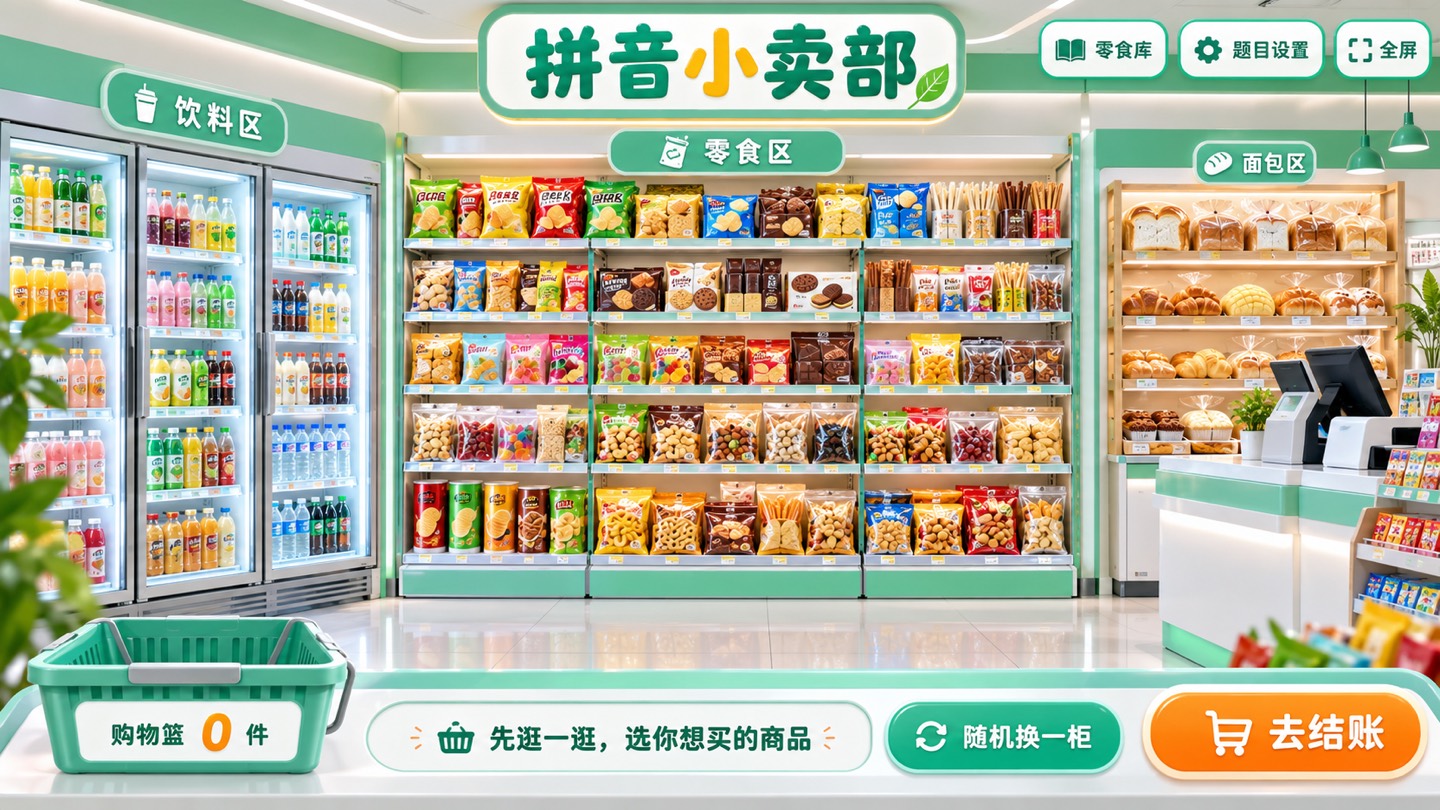 拼音小卖部
零食库
题目设置
全屏
饮料区
零食区
面包区
购物篮 0 件
先逛一逛，选你想买的商品
随机换一柜
去结账